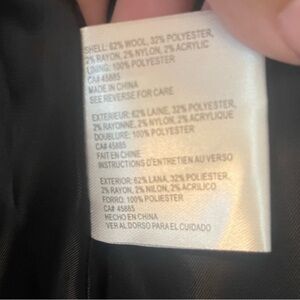 SHELL: 62% WOOL, 32% POLYESTER,
2% RAYON, 2% NYLON, 2% ACRYLIC
LINING: 100% POLYESTER
CA# 45885
MADE IN CHINA
SEE REVERSE FOR CARE
EXTERIEUR: 62% LAINE, 32% POLYESTER,
2% RAYONNE, 2% NYLON, 2% ACRYLIQUE
DOUBLURE: 100% POLYESTER
CA# 45885
FAIT EN CHINE
INSTRUCTIONS D'ENTRETIEN AU VERSO
EXTERIOR: 62% LANA, 32% POLIESTER,
2% RAYON, 2% NILON, 2% ACRILICO
FORRO: 100% POLIESTER
CA# 45885
HECHO EN CHINA
VER AL DORSO PARA EL CUIDADO